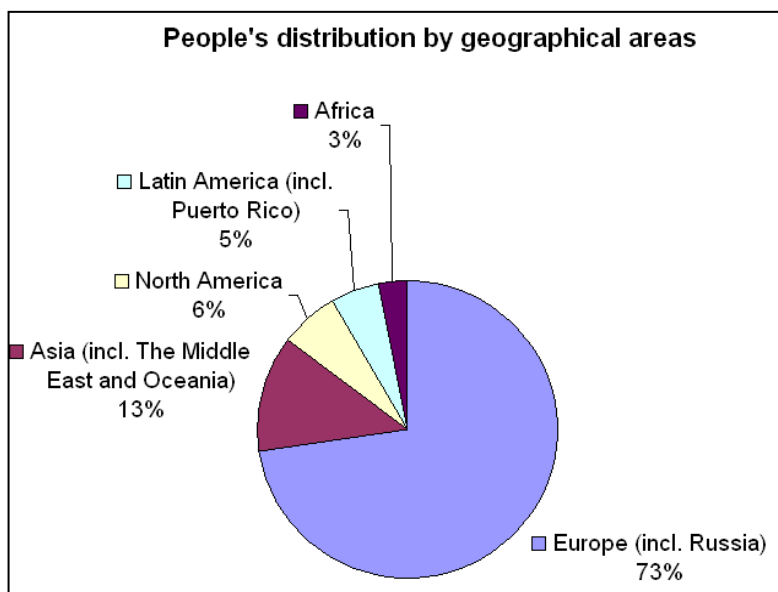 People's distribution by geographical areas
Africa
3%
Latin America (incl.
Puerto Rico)
5%
North America
6%
Asia (incl. The Middle
East and Oceania)
13%
Europe (incl. Russia)
73%